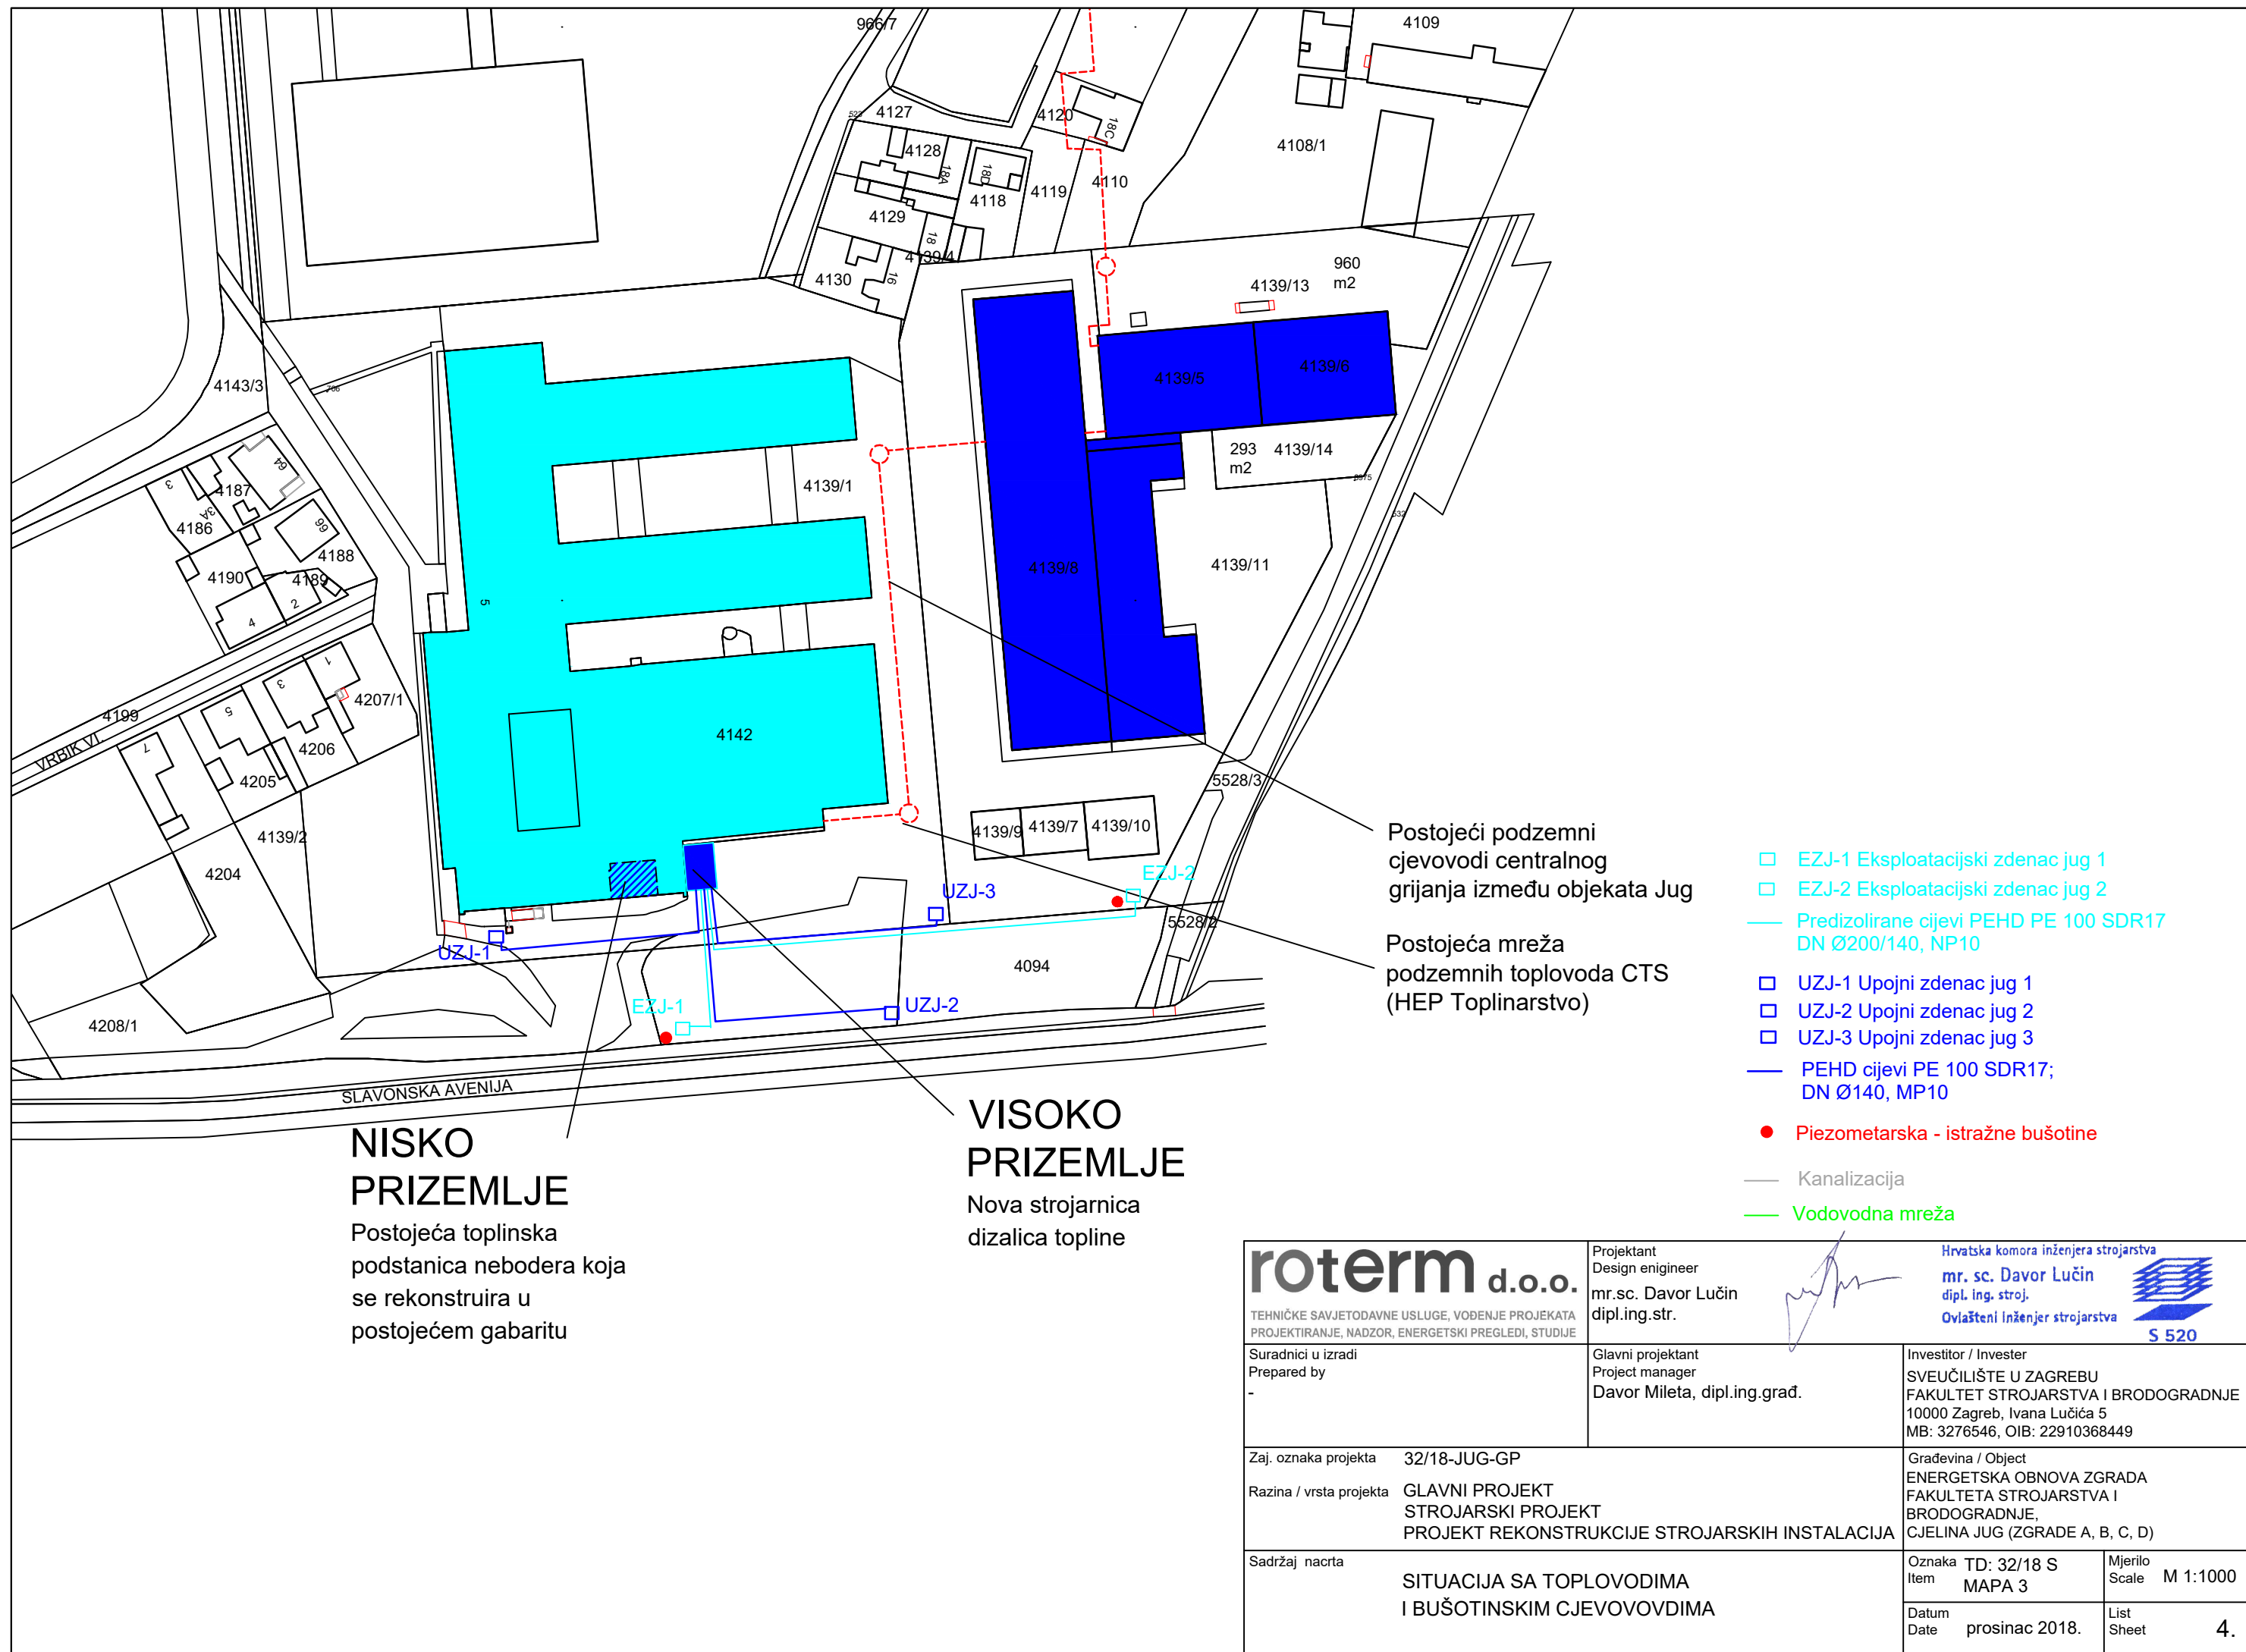 966/7
4109
523
4127
4120
18C
4128
18A
18D
4108/1
4118
4119
4110
4129
18
4139/4
4130
16
960
m2
4139/13
4143/3
766
4139/5
4139/6
293
m2
4139/14
64
3
4187
3A
4186
66
4188
4190
4189
2
4
4139/1
5
4139/8
4139/11
532
1
3
4207/1
4199
5
VRBIK VI.
7
4206
4205
4142
4139/2
4204
5528/3
4139/9
4139/7
4139/10
EZJ-2
UZJ-3
UZJ-1
5528/2
4094
EZJ-1
UZJ-2
4208/1
SLAVONSKA AVENIJA
Postojeći podzemni
cjevovodi centralnog
grijanja između objekata Jug
Postojeća mreža
podzemnih toplovoda CTS
(HEP Toplinarstvo)
EZJ-1 Eksploatacijski zdenac jug 1
EZJ-2 Eksploatacijski zdenac jug 2
Predizolirane cijevi PEHD PE 100 SDR17
DN Ø200/140, NP10
UZJ-1 Upojni zdenac jug 1
UZJ-2 Upojni zdenac jug 2
UZJ-3 Upojni zdenac jug 3
PEHD cijevi PE 100 SDR17;
DN Ø140, MP10
Piezometarska - istražne bušotine
Kanalizacija
Vodovodna mreža
NISKO
PRIZEMLJE
Postojeća toplinska
podstanica nebodera koja
se rekonstruira u
postojećem gabaritu
VISOKO
PRIZEMLJE
Nova strojarnica
dizalica topline
roterm d.o.o.
TEHNIČKE SAVJETODAVNE USLUGE, VOĐENJE PROJEKATA
PROJEKTIRANJE, NADZOR, ENERGETSKI PREGLEDI, STUDIJE
Projektant
Design enigineer
mr.sc. Davor Lučin
dipl.ing.str.
Hrvatska komora inženjera strojarstva
mr. sc. Davor Lučin
dipl. ing. stroj.
Ovlašteni inženjer strojarstva
S 520
Suradnici u izradi
Prepared by
-
Glavni projektant
Project manager
Davor Mileta, dipl.ing.građ.
Investitor / Invester
SVEUČILIŠTE U ZAGREBU
FAKULTET STROJARSTVA I BRODOGRADNJE
10000 Zagreb, Ivana Lučića 5
MB: 3276546, OIB: 22910368449
Zaj. oznaka projekta 32/18-JUG-GP
Razina / vrsta projekta GLAVNI PROJEKT
STROJARSKI PROJEKT
PROJEKT REKONSTRUKCIJE STROJARSKIH INSTALACIJA
Građevina / Object
ENERGETSKA OBNOVA ZGRADA
FAKULTETA STROJARSTVA I
BRODOGRADNJE,
CJELINA JUG (ZGRADE A, B, C, D)
Sadržaj nacrta
SITUACIJA SA TOPLOVODIMA
I BUŠOTINSKIM CJEVOVOVDIMA
Oznaka TD: 32/18 S
Item MAPA 3
Mjerilo
Scale M 1:1000
Datum
Date prosinac 2018.
List
Sheet 4.